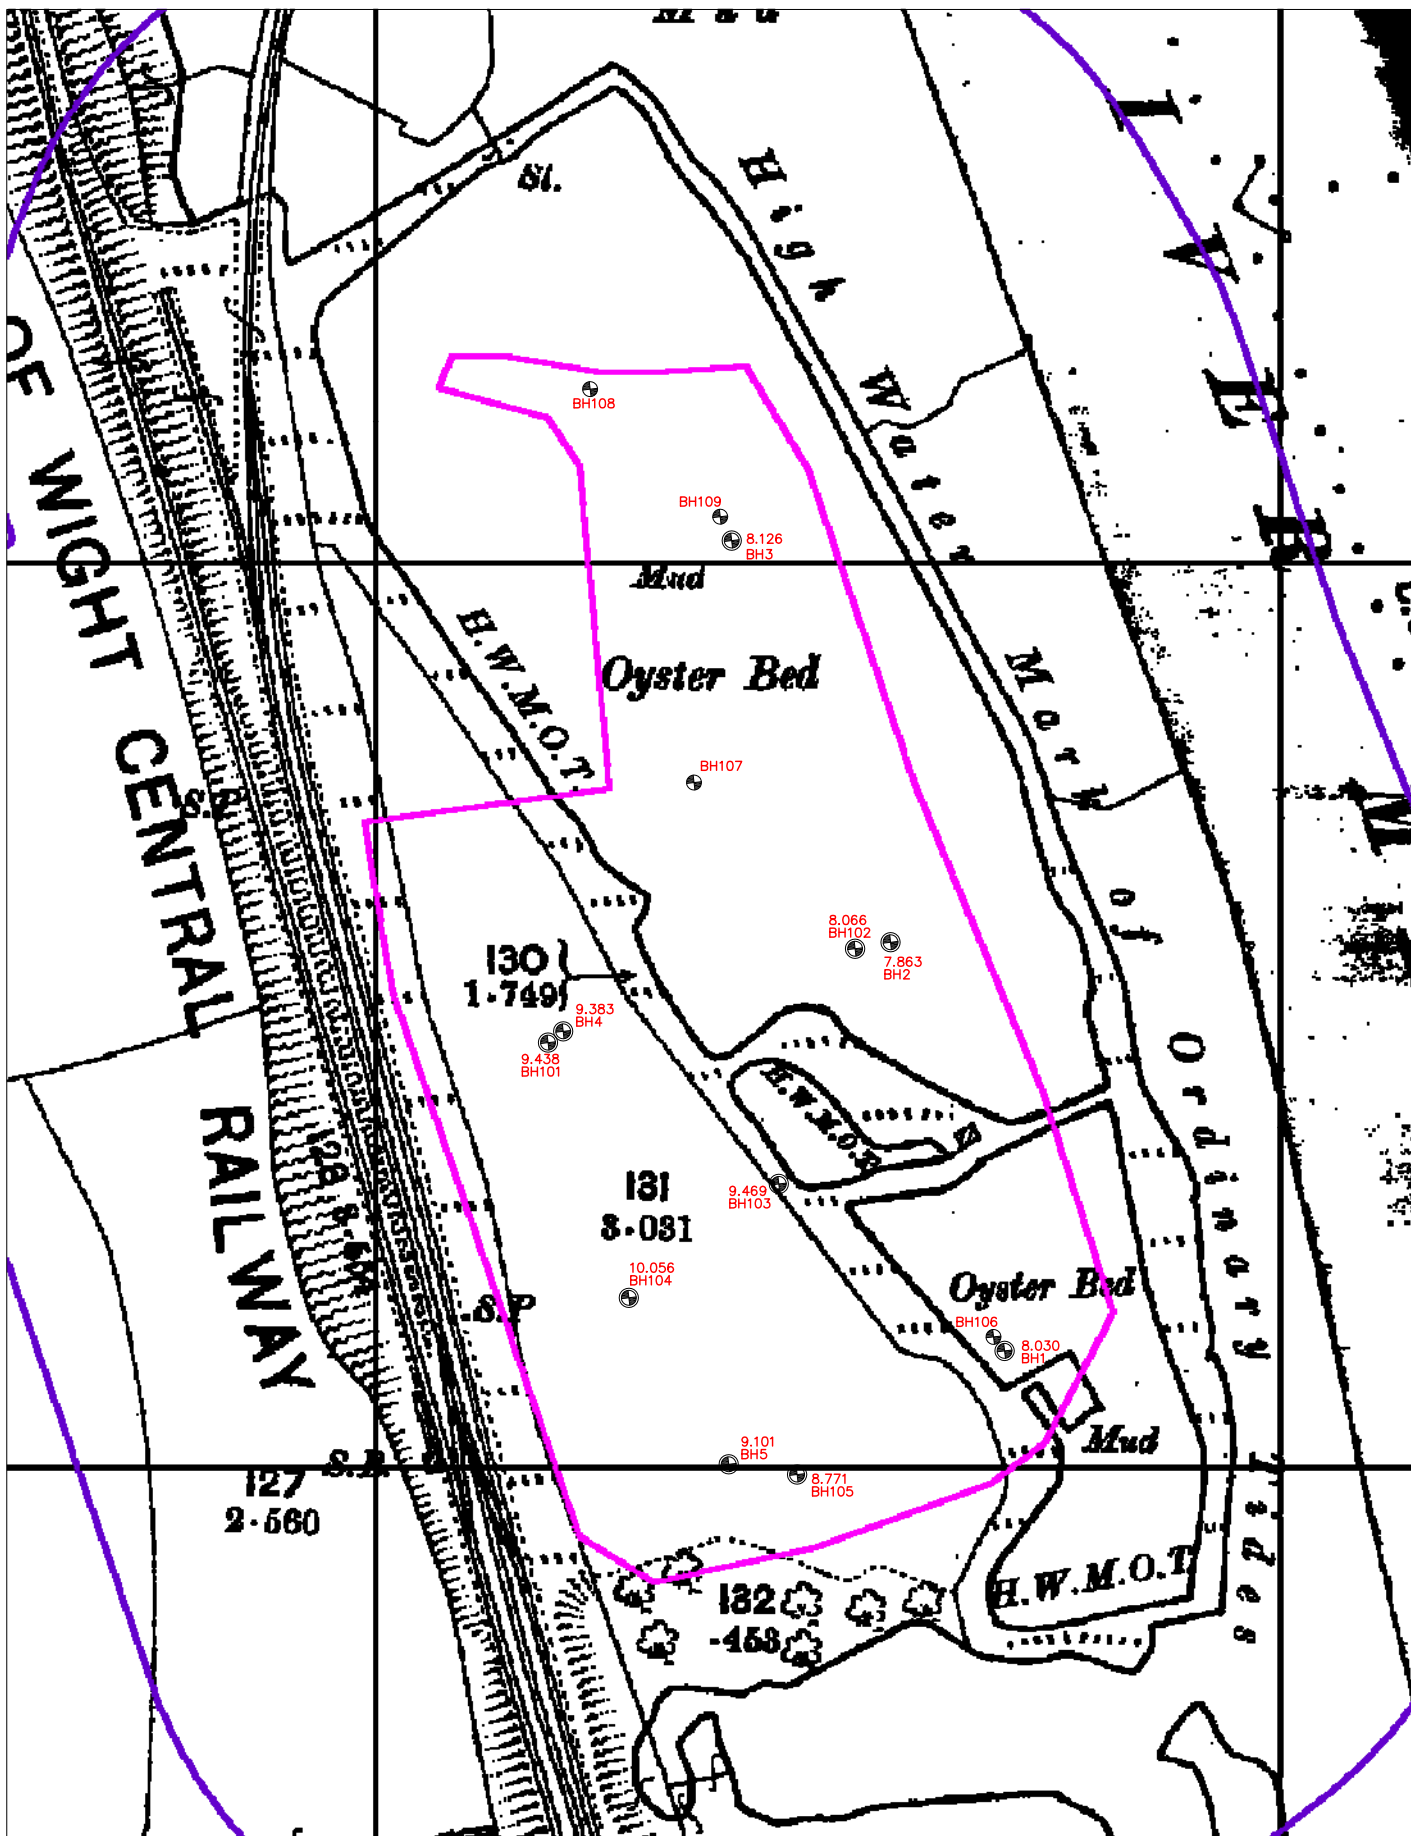 St.
High Water Mark of Ordinary Tides
BH108
BH109
8.126
BH3
Mud
OF WIGHT CENTRAL RAILWAY
H.W.M.O.T.
Oyster Bed
BH107
8.066
BH102
7.863
BH2
130
1·749
9.383
BH4
9.438
BH101
H.W.M.O.T.
131
3·031
9.469
BH103
10.056
BH104
S.P
Oyster Bed
BH106
8.030
BH1
Mud
9.101
BH5
8.771
BH105
127
2·560
H.W.M.O.T.
132
·453